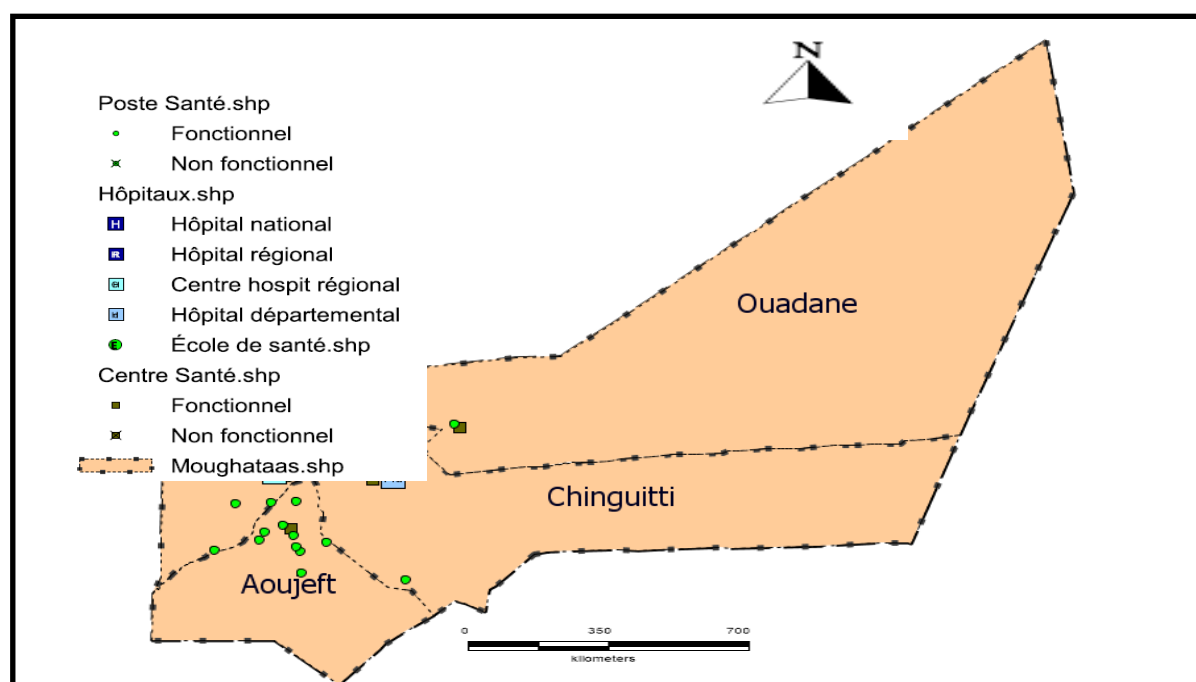 N
Poste Santé.shp
Fonctionnel
Non fonctionnel
Hôpitaux.shp
H Hôpital national
R Hôpital régional
Centre hospit régional
Hôpital départemental
E École de santé.shp
Centre Santé.shp
Fonctionnel
Non fonctionnel
Moughataas.shp
Ouadane
Chinguitti
Aoujeft
0 350 700
kilometers